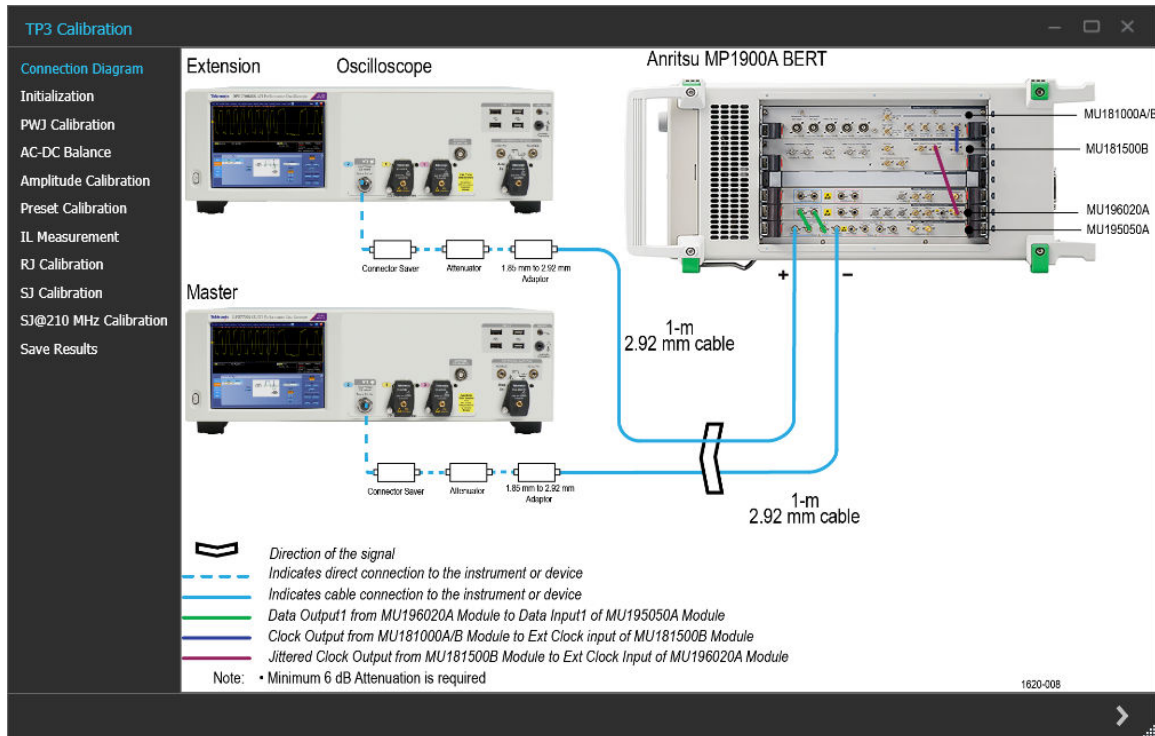 TP3 Calibration
Connection Diagram
Initialization
PWJ Calibration
AC-DC Balance
Amplitude Calibration
Preset Calibration
IL Measurement
RJ Calibration
SJ Calibration
SJ@210 MHz Calibration
Save Results
Extension
Oscilloscope
Anritsu MP1900A BERT
MU181000A/B
MU181500B
MU196020A
MU195050A
Connector Saver
Attenuator
1.85 mm to 2.92 mm
Adaptor
+
−
Master
1-m
2.92 mm cable
Connector Saver
Attenuator
1.85 mm to 2.92 mm
Adaptor
1-m
2.92 mm cable
Direction of the signal
Indicates direct connection to the instrument or device
Indicates cable connection to the instrument or device
Data Output1 from MU196020A Module to Data Input1 of MU195050A Module
Clock Output from MU181000A/B Module to Ext Clock input of MU181500B Module
Jittered Clock Output from MU181500B Module to Ext Clock Input of MU196020A Module
Note: • Minimum 6 dB Attenuation is required
1620-008